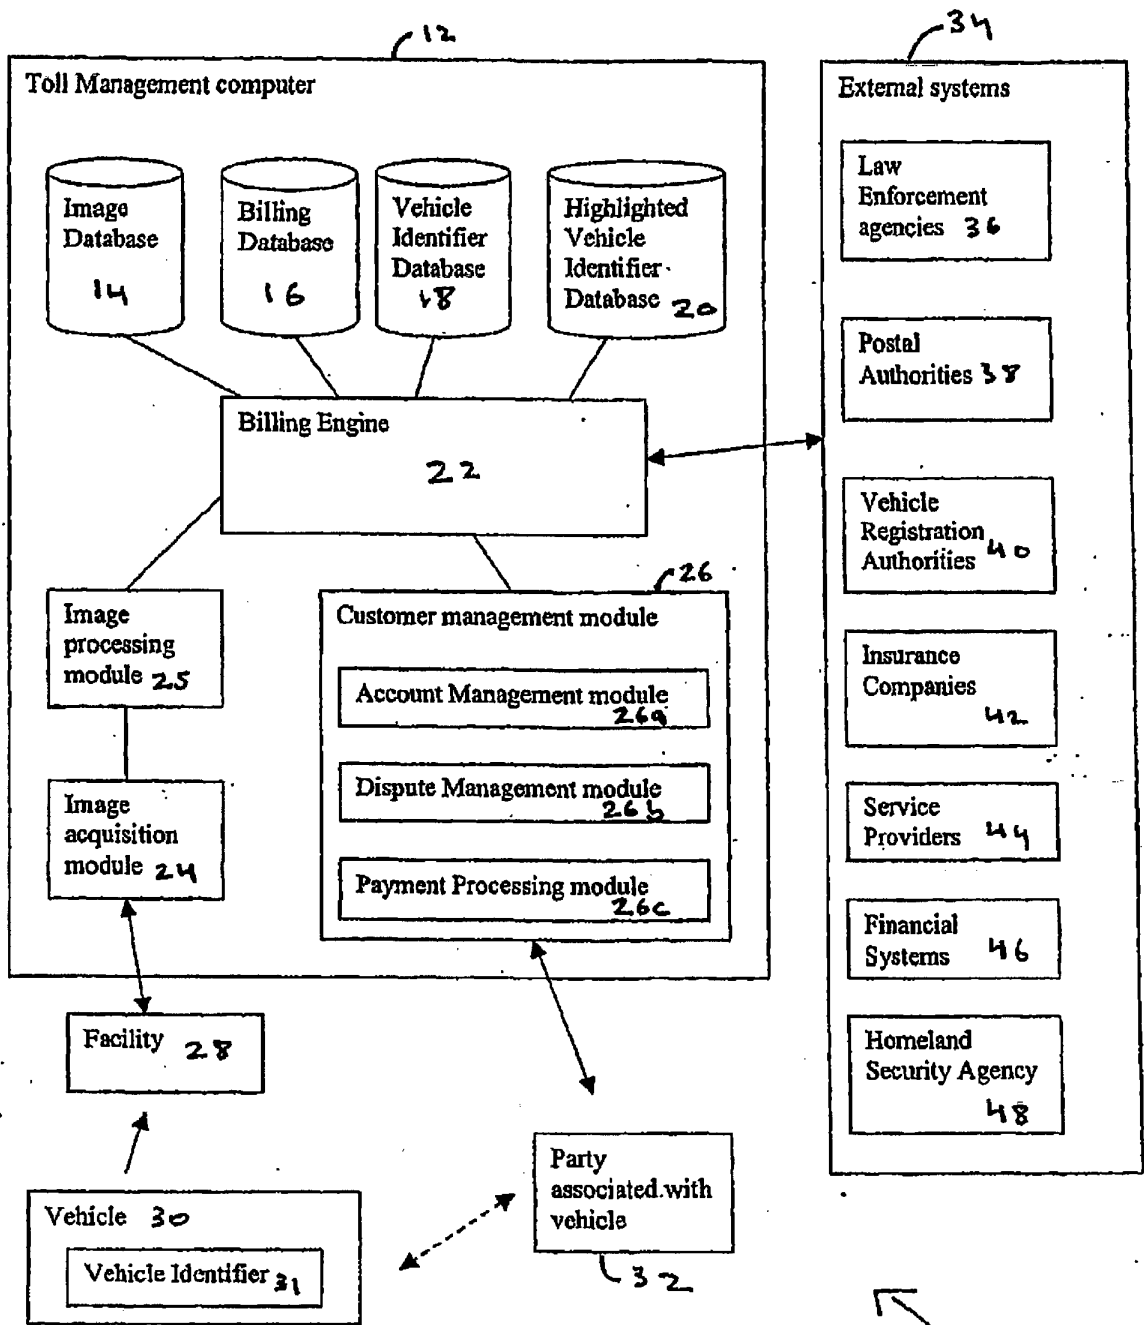 12
34
Toll Management computer
External systems
Image
Database
14
Billing
Database
16
Vehicle
Identifier
Database
18
Highlighted
Vehicle
Identifier
Database 20
Law
Enforcement
agencies 36
Postal
Authorities 38
Billing Engine
22
Vehicle
Registration
Authorities 40
26
Image
processing
module 25
Customer management module
Account Management module
26a
Dispute Management module
26b
Payment Processing module
26c
Insurance
Companies
42
Image
acquisition
module 24
Service
Providers 44
Financial
Systems 46
Facility 28
Homeland
Security Agency
48
Party
associated with
vehicle
32
Vehicle 30
Vehicle Identifier 31